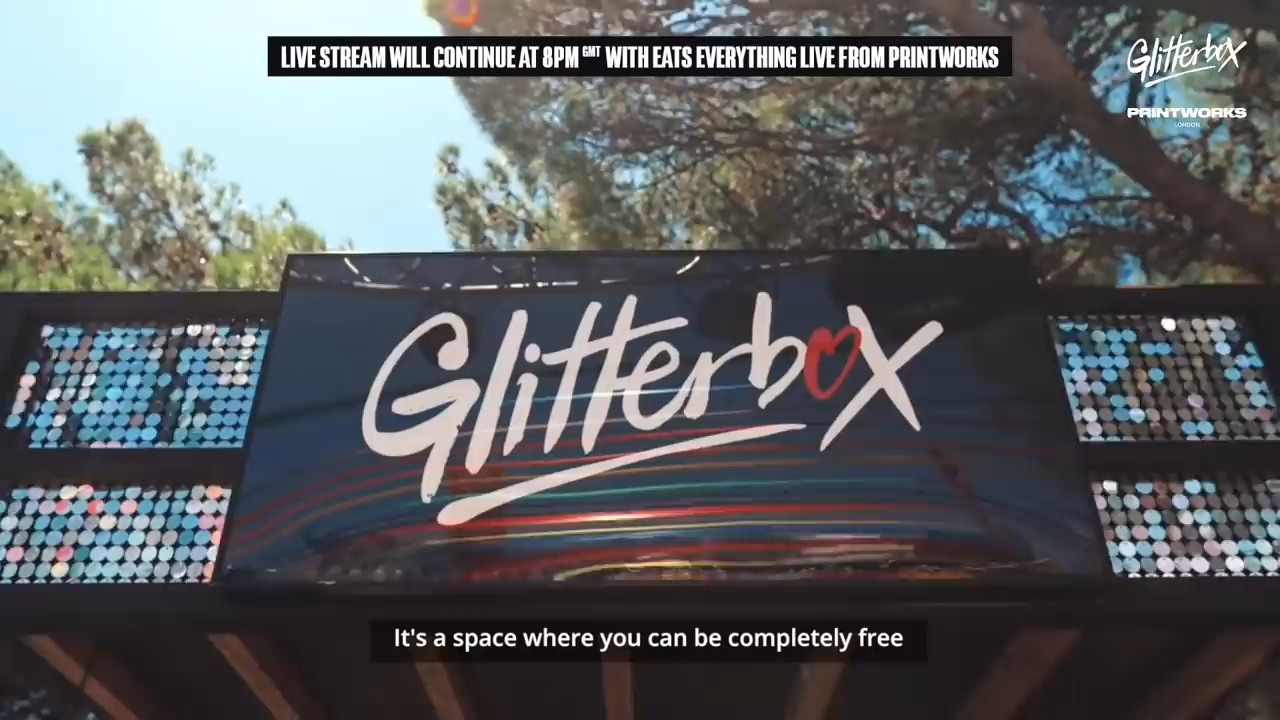 LIVE STREAM WILL CONTINUE AT 8PM GMT WITH EATS EVERYTHING LIVE FROM PRINTWORKS
Glitterbox
PRINTWORKS
LONDON
Glitterbox
It's a space where you can be completely free